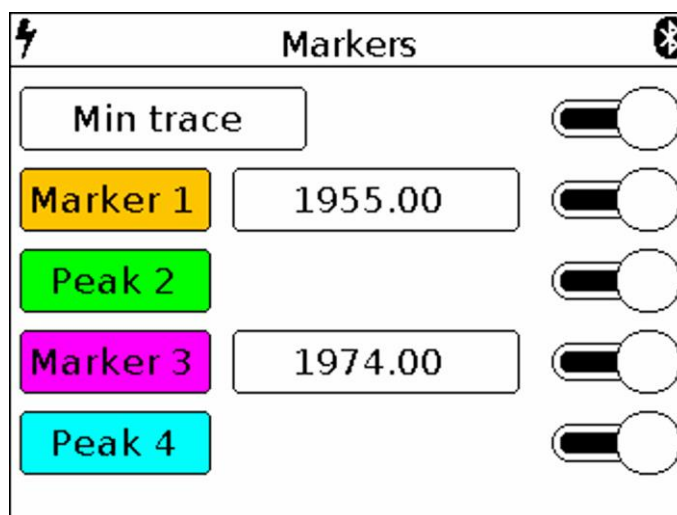 Markers
Min trace
Marker 1 1955.00
Peak 2
Marker 3 1974.00
Peak 4